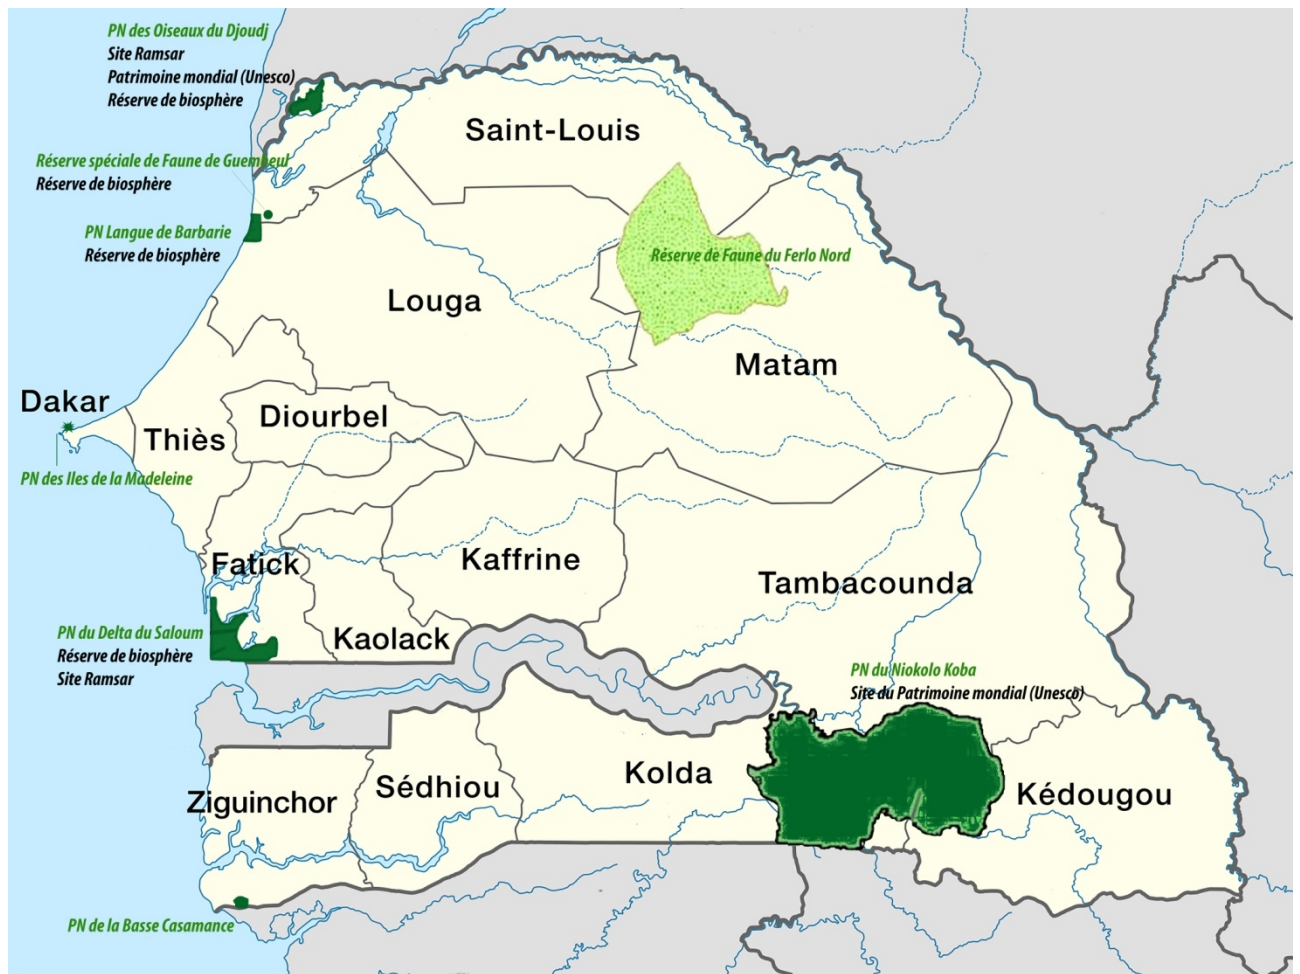 PN des Oiseaux du Djoudj
Site Ramsar
Patrimoine mondial (Unesco)
Réserve de biosphère
Saint-Louis
Réserve spéciale de Faune de Guembeul
Réserve de biosphère
PN Langue de Barbarie
Réserve de biosphère
Réserve de Faune du Ferlo Nord
Louga
Matam
Dakar
Diourbel
Thiès
PN des Iles de la Madeleine
Fatick
Kaffrine
Tambacounda
Kaolack
PN du Delta du Saloum
Réserve de biosphère
Site Ramsar
PN du Niokolo Koba
Site du Patrimoine mondial (Unesco)
Kolda
Sédhiou
Ziguinchor
Kédougou
PN de la Basse Casamance